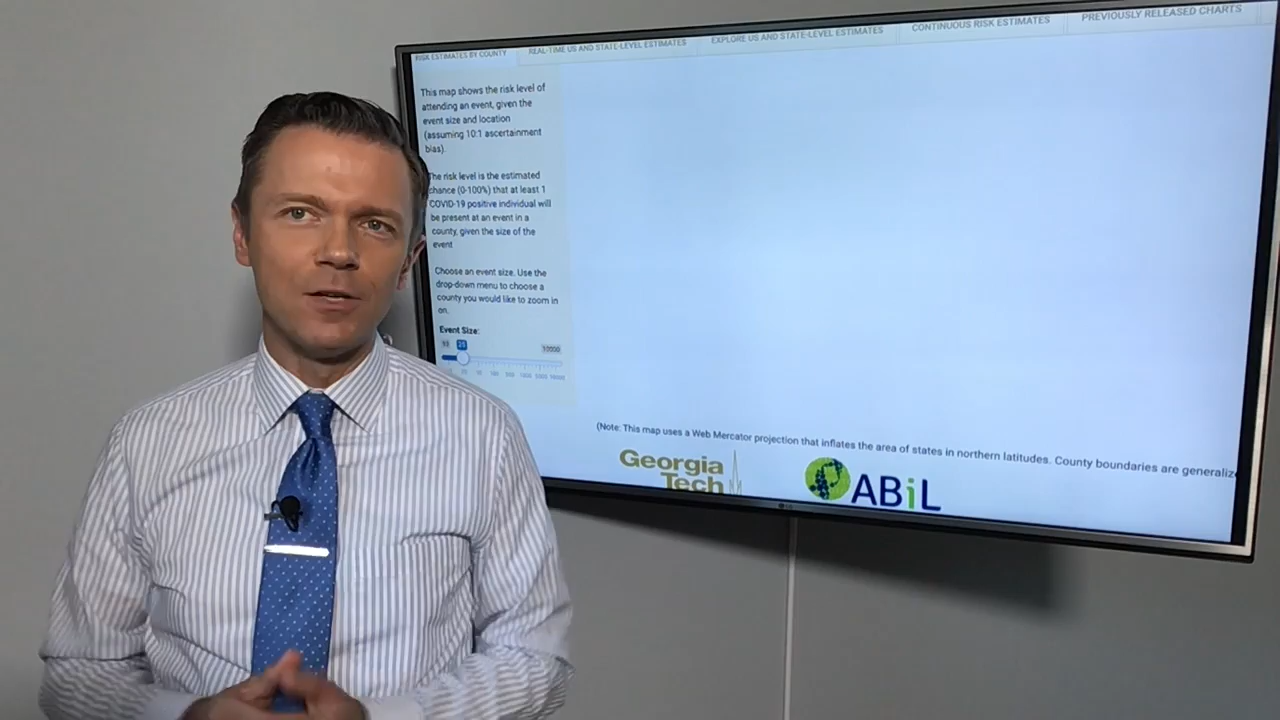 RISK ESTIMATES BY COUNTY
REAL-TIME US AND STATE-LEVEL ESTIMATES
EXPLORE US AND STATE-LEVEL ESTIMATES
CONTINUOUS RISK ESTIMATES
PREVIOUSLY RELEASED CHARTS
This map shows the risk level of
attending an event, given the
event size and location
(assuming 10:1 ascertainment
bias).
The risk level is the estimated
chance (0-100%) that at least 1
COVID-19 positive individual will
be present at an event in a
county, given the size of the
event
Choose an event size. Use the
drop-down menu to choose a
county you would like to zoom in
on.
Event Size:
10 25 10000
(Note: This map uses a Web Mercator projection that inflates the area of states in northern latitudes. County boundaries are generalize
Georgia
Tech
ABiL